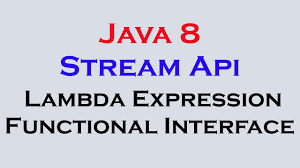 Java 8
Stream Api
Lambda Expression
Functional Interface